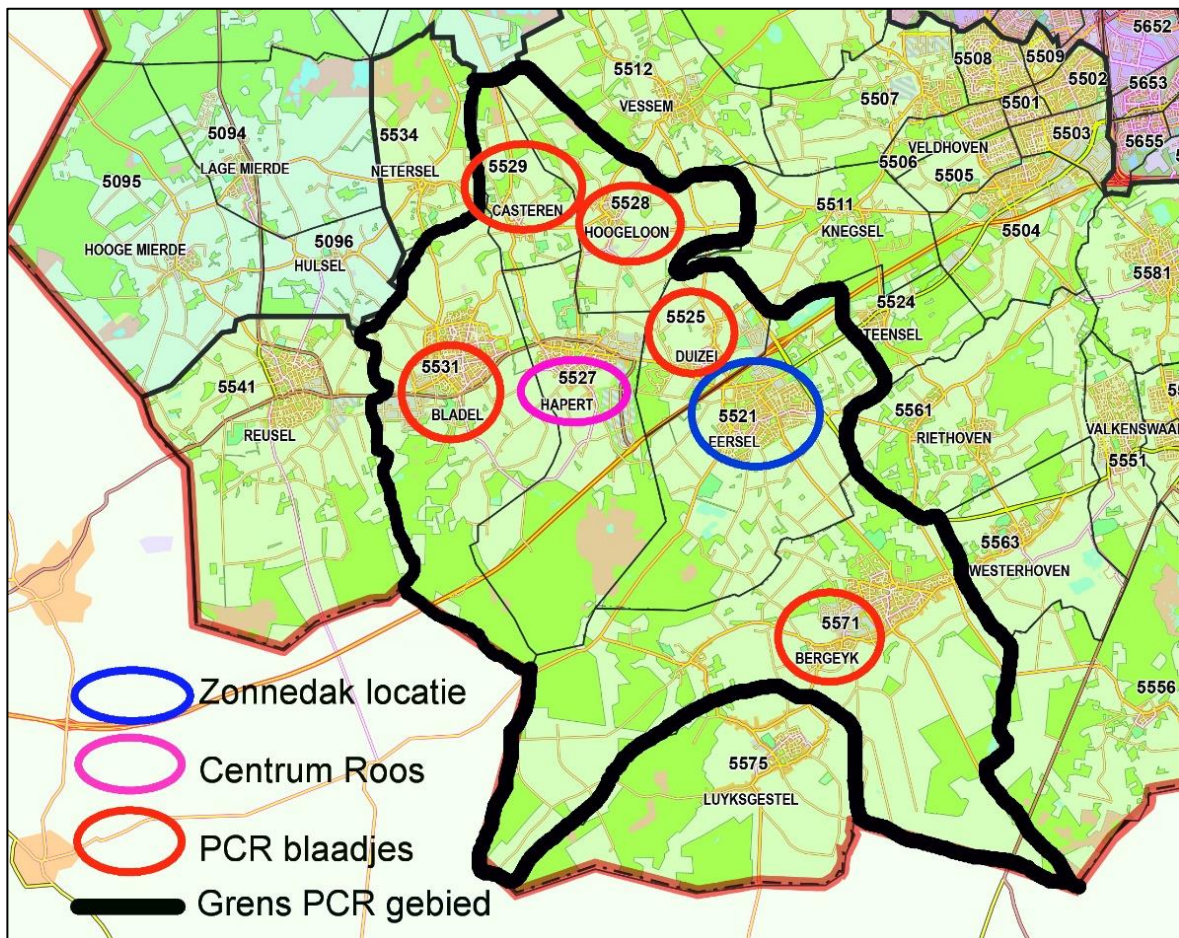 5652
5508
5509
5502
5512
VESSEM
5507
5501
5653
5094
5534
5503
5655
LAGE MIERDE
5529
VELDHOVEN
5095
NETERSEL
5506
5505
CASTEREN
5528
5511
HOOGELOON
KNEGSEL
5504
HOOGE MIERDE
5096
HULSEL
5581
5524
STEENSEL
5525
DUIZEL
5541
5531
5527
BLADEL
HAPERT
5521
EERSEL
5561
RIETHOVEN
REUSEL
VALKENSWAAR
5551
5563
WESTERHOVEN
5571
BERGEYK
5556
5575
LUYKSGESTEL
Zonnedak locatie
Centrum Roos
PCR blaadjes
Grens PCR gebied